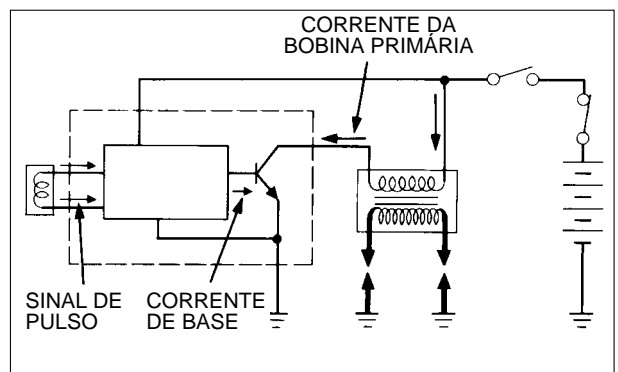 CORRENTE DA
BOBINA PRIMÁRIA
SINAL DE
PULSO
CORRENTE
DE BASE